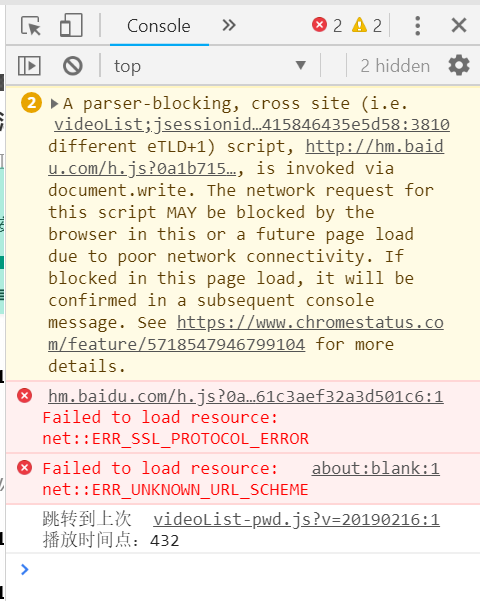 Console
2
2
top
2 hidden
2
A parser-blocking, cross site (i.e.
videoList;jsessionid…415846435e5d58:3810
different eTLD+1) script, http://hm.baid
u.com/h.js?0a1b715…, is invoked via
document.write. The network request for
this script MAY be blocked by the
browser in this or a future page load
due to poor network connectivity. If
blocked in this page load, it will be
confirmed in a subsequent console
message. See https://www.chromestatus.co
m/feature/5718547946799104 for more
details.
hm.baidu.com/h.js?0a…61c3aef32a3d501c6:1
Failed to load resource:
net::ERR_SSL_PROTOCOL_ERROR
Failed to load resource: about:blank:1
net::ERR_UNKNOWN_URL_SCHEME
跳转到上次 videoList-pwd.js?v=20190216:1
播放时间点：432